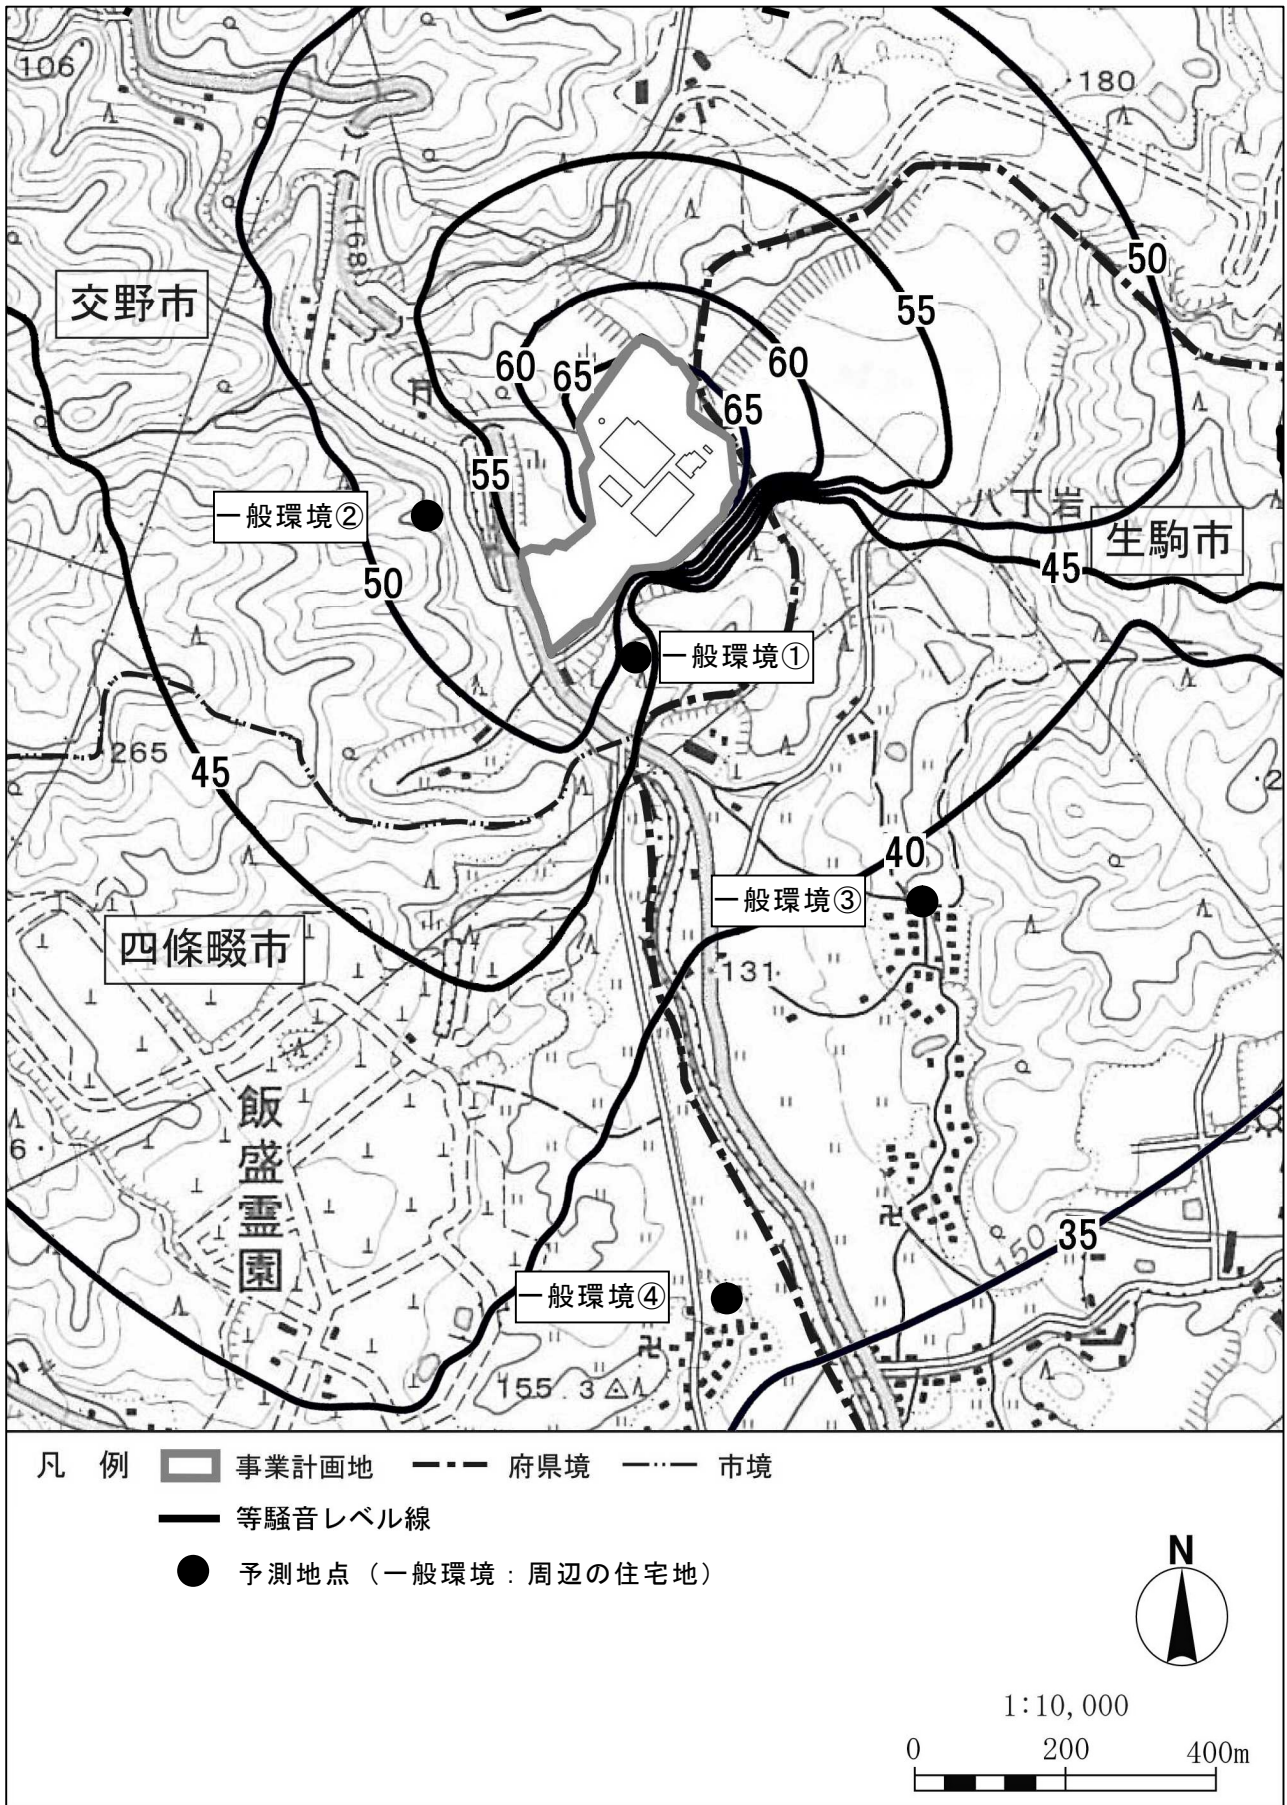 106
180
168
50
交野市
55
60
65
60
65
55
一般環境②
八丁岩
生駒市
50
45
一般環境①
265
45
40
一般環境③
四條畷市
131
飯盛霊園
6
35
150
一般環境④
155.3
凡 例 事業計画地 府県境 市境
等騒音レベル線
予測地点（一般環境：周辺の住宅地）
N
1:10,000
0 200 400m